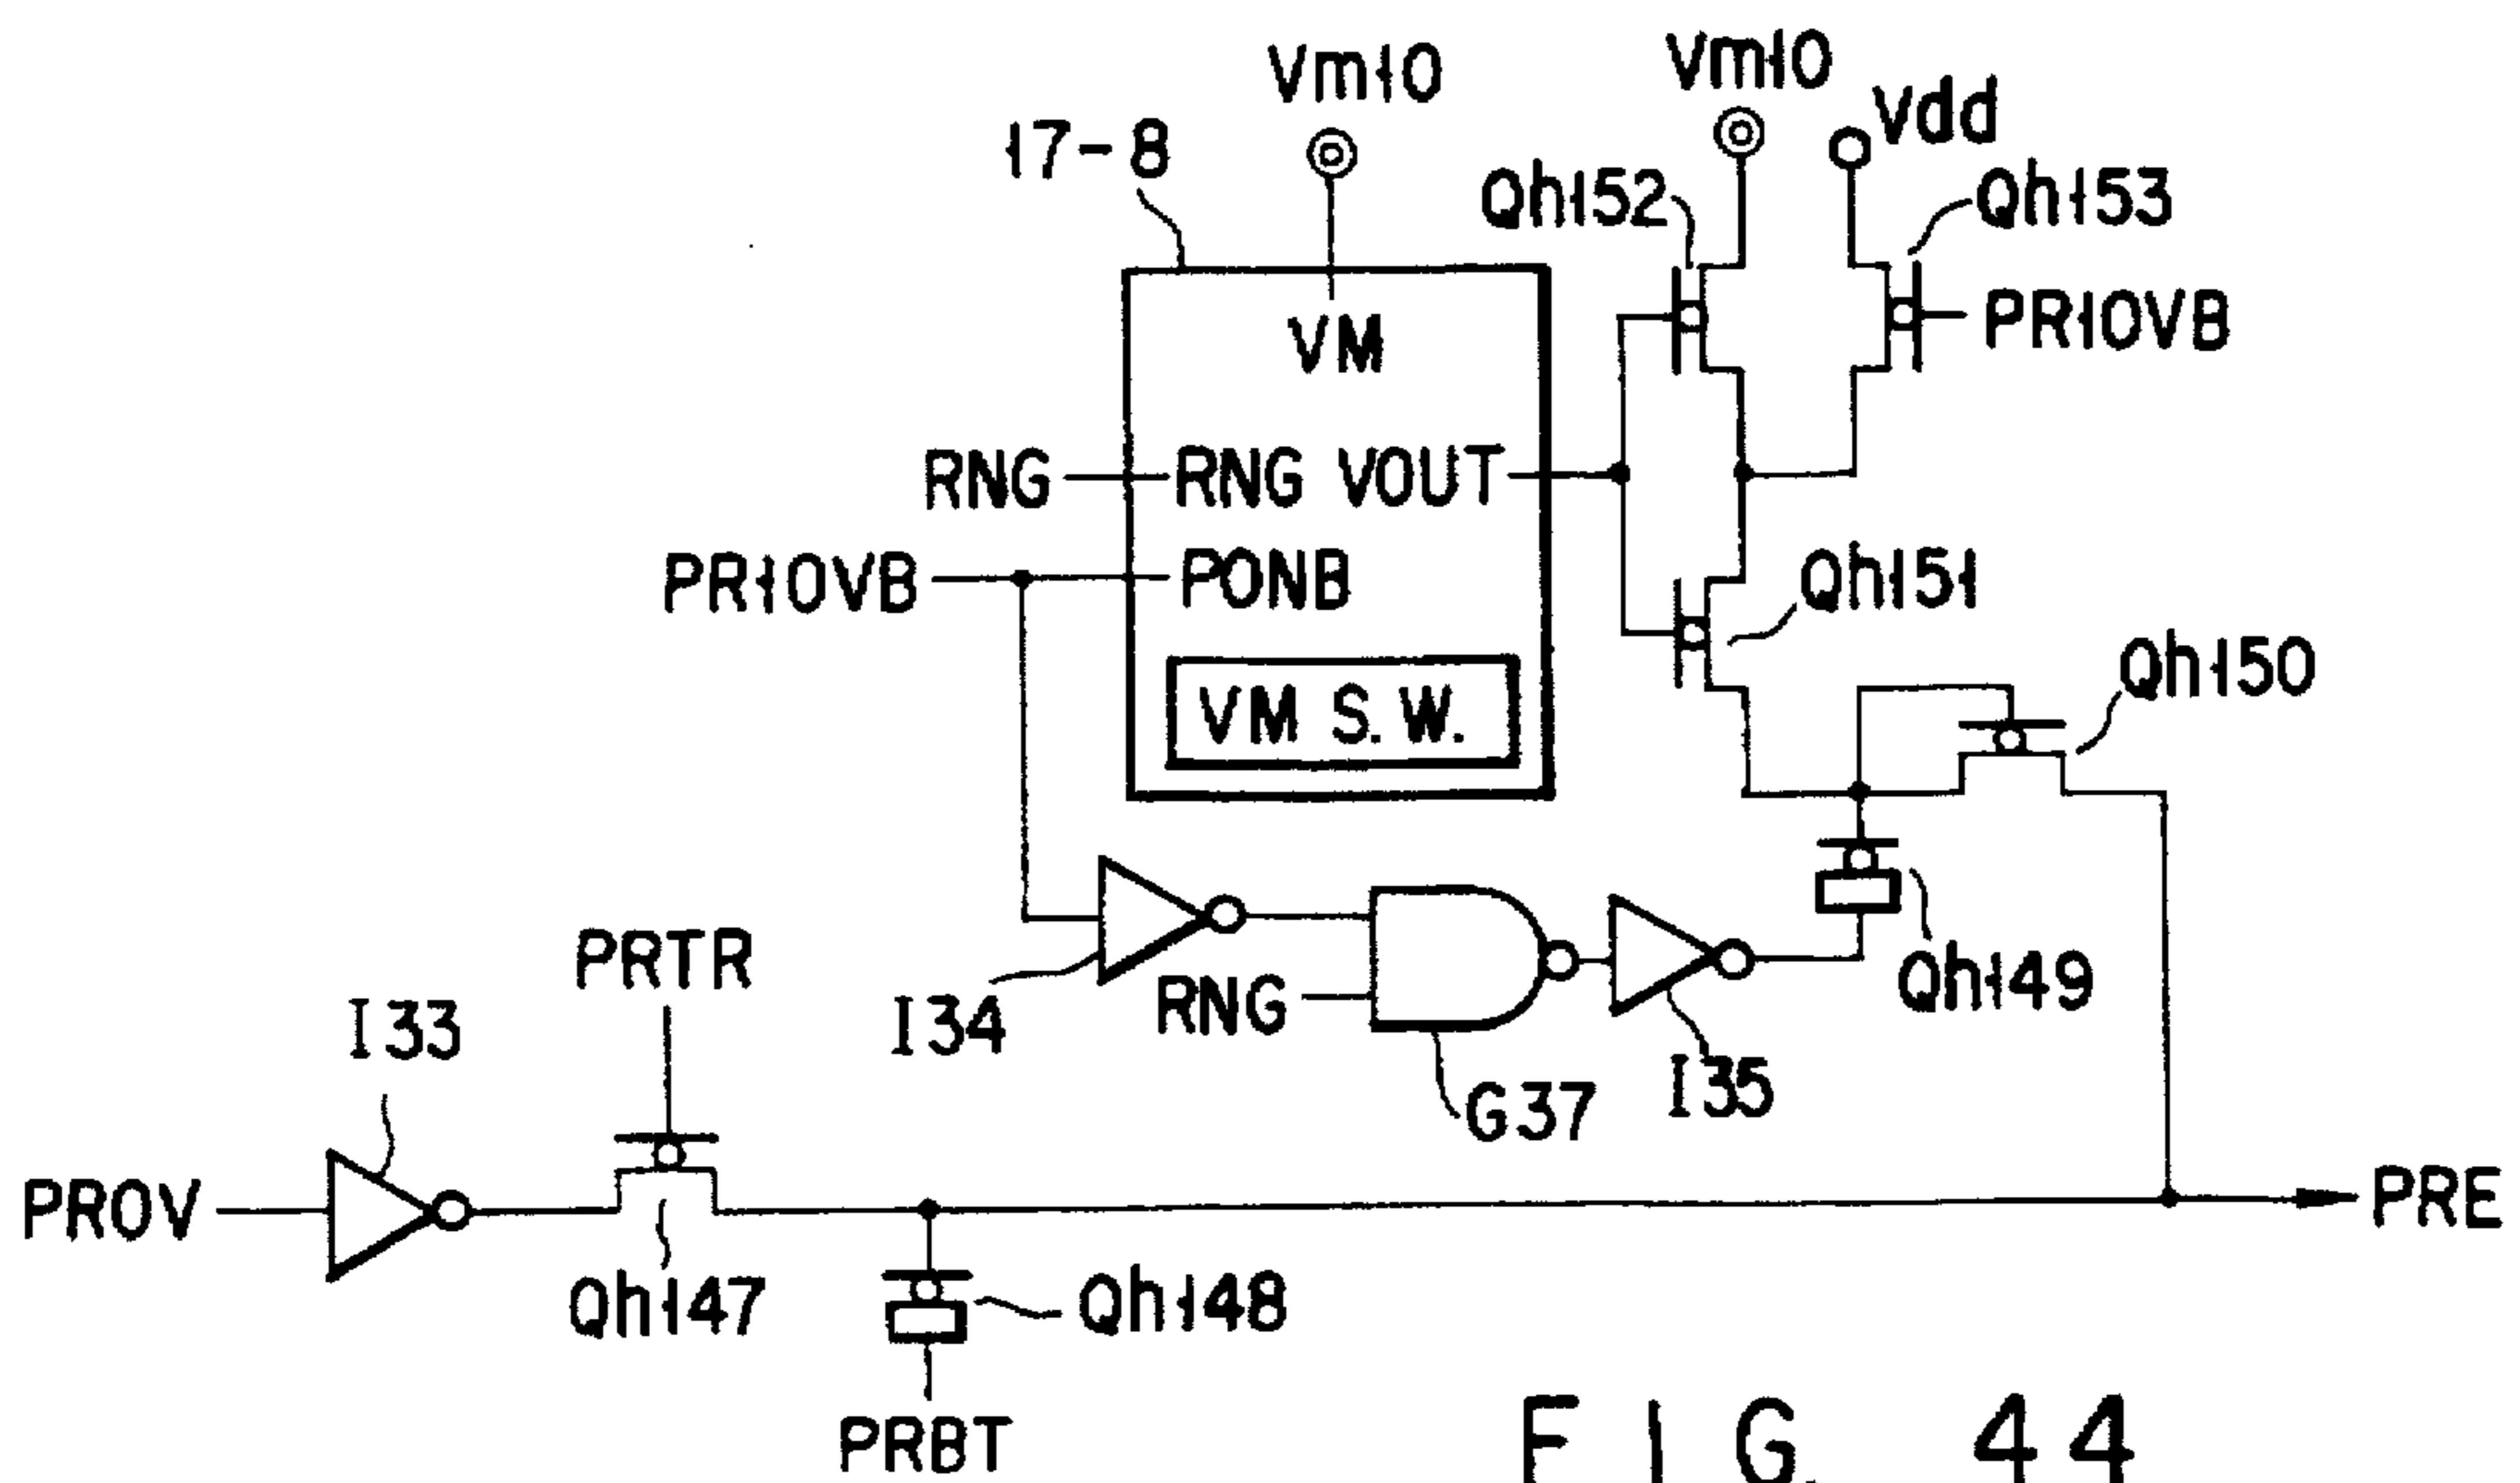 Vm10
Vm10
Vdd
17-8
Qh152
Qh153
VM
PR10VB
RNG
RNG VOUT
PR10VB
PONB
Qh151
VM S.W.
Qh150
PRTR
I33
I34
RNG
Qh149
I35
G37
PROV
PRE
Qh147
Qh148
PRBT
FIG. 44